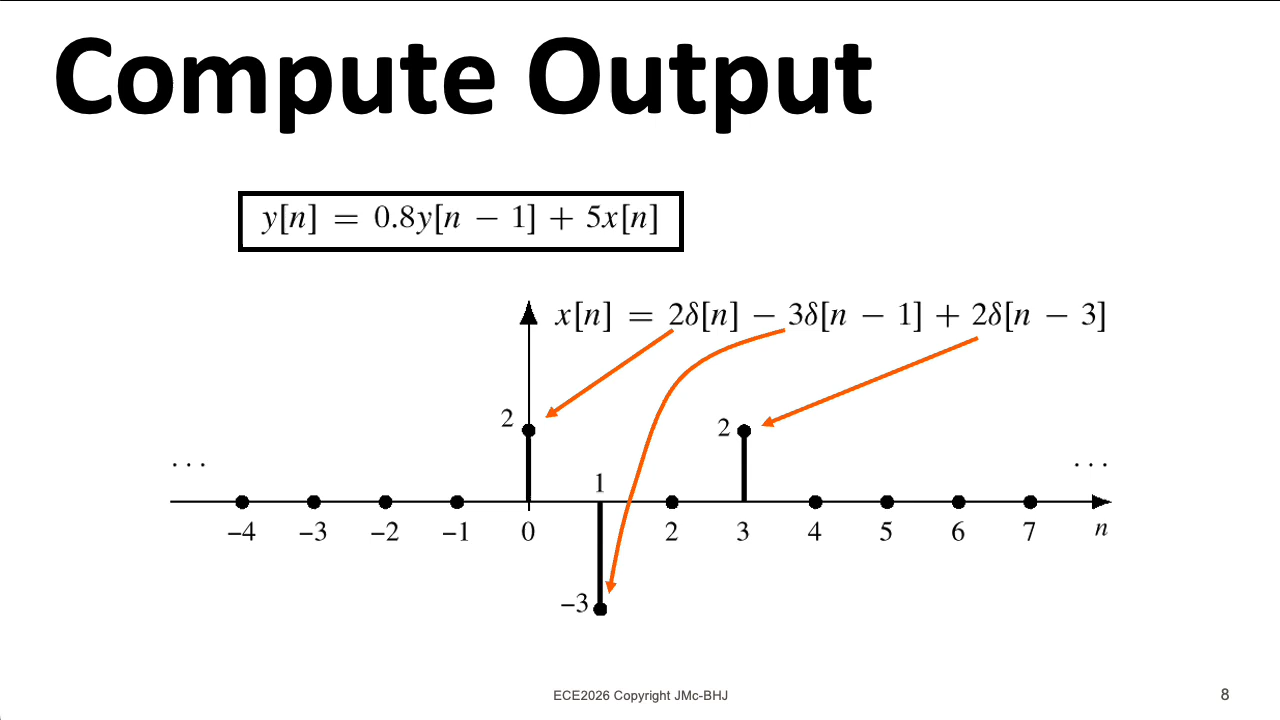 Compute Output
y[n] = 0.8y[n − 1] + 5x[n]
x[n] = 2δ[n] − 3δ[n − 1] + 2δ[n − 3]
2
2
. . .
. . .
1
−4 −3 −2 −1 0 2 3 4 5 6 7 n
−3
ECE2026 Copyright JMc-BHJ
8